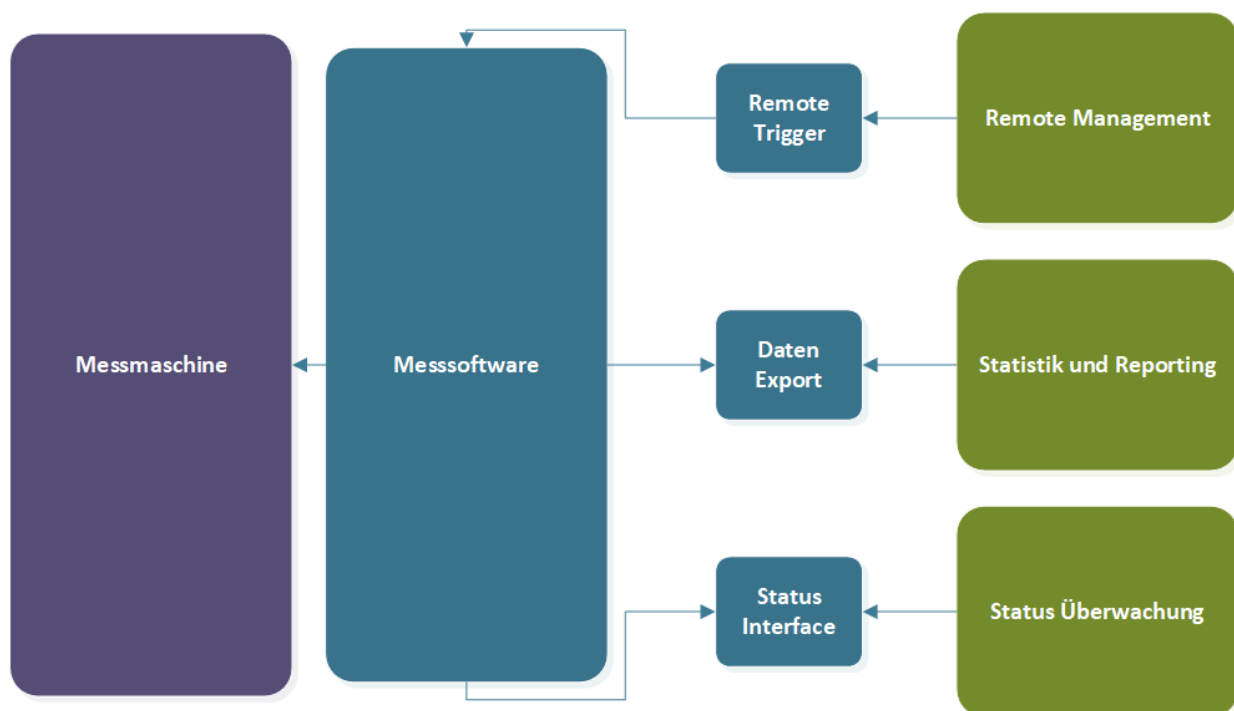 Messmaschine
Messsoftware
Remote
Trigger
Remote Management
Daten
Export
Statistik und Reporting
Status
Interface
Status Überwachung